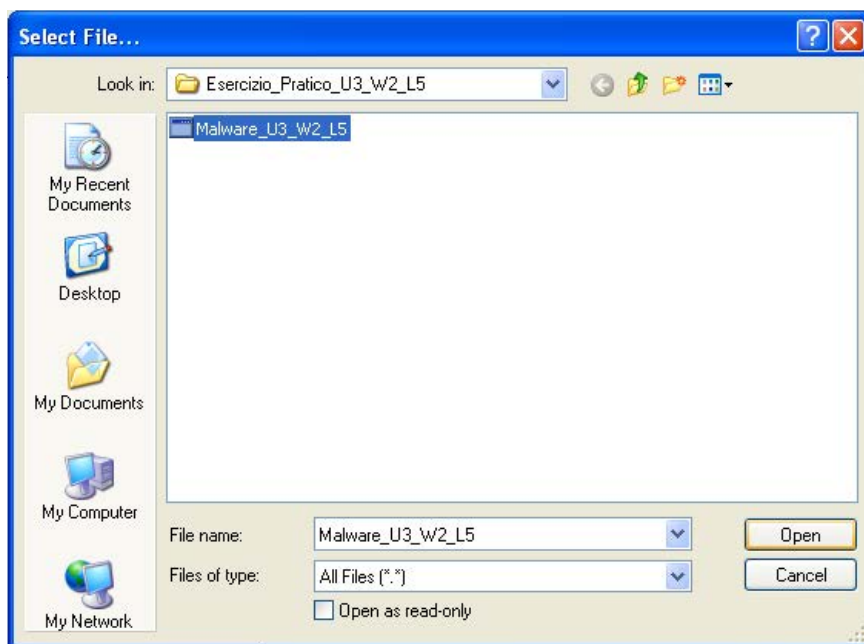 Select File...
Look in:
Esercizio_Pratico_U3_W2_L5
Malware_U3_W2_L5
My Recent
Documents
Desktop
My Documents
My Computer
My Network
File name:
Malware_U3_W2_L5
Open
Files of type:
All Files (*.*)
Cancel
Open as read-only